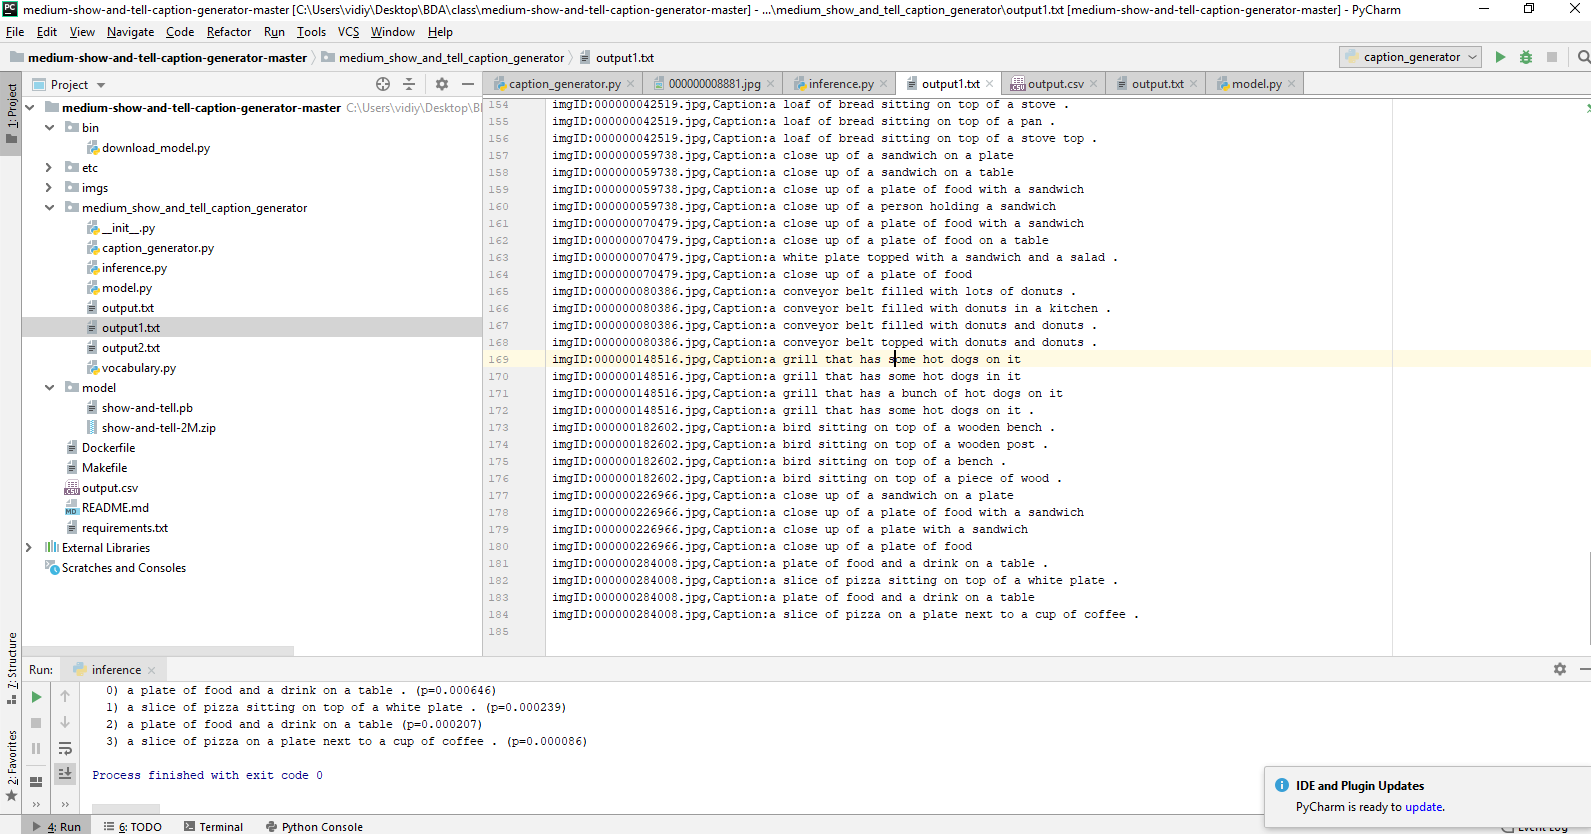 PC medium-show-and-tell-caption-generator-master [C:\Users\vidiy\Desktop\BDA\class\medium-show-and-tell-caption-generator-master] - ...\medium_show_and_tell_caption_generator\output1.txt [medium-show-and-tell-caption-generator-master] - PyCharm
File Edit View Navigate Code Refactor Run Tools VCS Window Help
medium-show-and-tell-caption-generator-master medium_show_and_tell_caption_generator output1.txt caption_generator
Project
caption_generator.py 000000008881.jpg inference.py output1.txt output.csv output.txt model.py
1: Project
medium-show-and-tell-caption-generator-master C:\Users\vidiy\Desktop\B
bin
download_model.py
etc
imgs
medium_show_and_tell_caption_generator
__init__.py
caption_generator.py
inference.py
model.py
output.txt
output1.txt
output2.txt
vocabulary.py
model
show-and-tell.pb
show-and-tell-2M.zip
Dockerfile
Makefile
output.csv
README.md
requirements.txt
External Libraries
Scratches and Consoles
154 imgID:000000042519.jpg,Caption:a loaf of bread sitting on top of a stove .
155 imgID:000000042519.jpg,Caption:a loaf of bread sitting on top of a pan .
156 imgID:000000042519.jpg,Caption:a loaf of bread sitting on top of a stove top .
157 imgID:000000059738.jpg,Caption:a close up of a sandwich on a plate
158 imgID:000000059738.jpg,Caption:a close up of a sandwich on a table
159 imgID:000000059738.jpg,Caption:a close up of a plate of food with a sandwich
160 imgID:000000059738.jpg,Caption:a close up of a person holding a sandwich
161 imgID:000000070479.jpg,Caption:a close up of a plate of food with a sandwich
162 imgID:000000070479.jpg,Caption:a close up of a plate of food on a table
163 imgID:000000070479.jpg,Caption:a white plate topped with a sandwich and a salad .
164 imgID:000000070479.jpg,Caption:a close up of a plate of food
165 imgID:000000080386.jpg,Caption:a conveyor belt filled with lots of donuts .
166 imgID:000000080386.jpg,Caption:a conveyor belt filled with donuts in a kitchen .
167 imgID:000000080386.jpg,Caption:a conveyor belt filled with donuts and donuts .
168 imgID:000000080386.jpg,Caption:a conveyor belt topped with donuts and donuts .
169 imgID:000000148516.jpg,Caption:a grill that has some hot dogs on it
170 imgID:000000148516.jpg,Caption:a grill that has some hot dogs in it
171 imgID:000000148516.jpg,Caption:a grill that has a bunch of hot dogs on it
172 imgID:000000148516.jpg,Caption:a grill that has some hot dogs on it .
173 imgID:000000182602.jpg,Caption:a bird sitting on top of a wooden bench .
174 imgID:000000182602.jpg,Caption:a bird sitting on top of a wooden post .
175 imgID:000000182602.jpg,Caption:a bird sitting on top of a bench .
176 imgID:000000182602.jpg,Caption:a bird sitting on top of a piece of wood .
177 imgID:000000226966.jpg,Caption:a close up of a sandwich on a plate
178 imgID:000000226966.jpg,Caption:a close up of a plate of food with a sandwich
179 imgID:000000226966.jpg,Caption:a close up of a plate with a sandwich
180 imgID:000000226966.jpg,Caption:a close up of a plate of food
181 imgID:000000284008.jpg,Caption:a plate of food and a drink on a table .
182 imgID:000000284008.jpg,Caption:a slice of pizza sitting on top of a white plate .
183 imgID:000000284008.jpg,Caption:a plate of food and a drink on a table
184 imgID:000000284008.jpg,Caption:a slice of pizza on a plate next to a cup of coffee .
185
7: Structure
2: Favorites
Run: inference
0) a plate of food and a drink on a table . (p=0.000646)
1) a slice of pizza sitting on top of a white plate . (p=0.000239)
2) a plate of food and a drink on a table (p=0.000207)
3) a slice of pizza on a plate next to a cup of coffee . (p=0.000086)
Process finished with exit code 0
IDE and Plugin Updates
PyCharm is ready to update.
4: Run 6: TODO Terminal Python Console Event Log